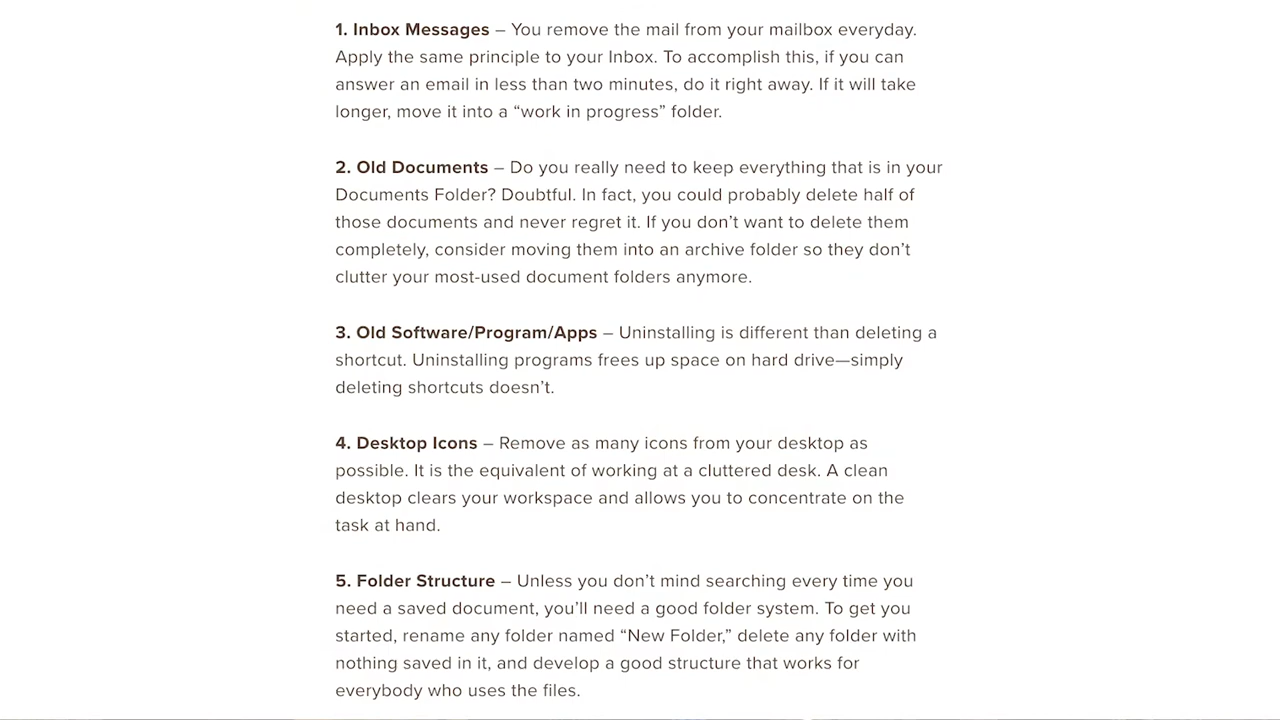 1. Inbox Messages – You remove the mail from your mailbox everyday.
Apply the same principle to your Inbox. To accomplish this, if you can
answer an email in less than two minutes, do it right away. If it will take
longer, move it into a “work in progress” folder.
2. Old Documents – Do you really need to keep everything that is in your
Documents Folder? Doubtful. In fact, you could probably delete half of
those documents and never regret it. If you don’t want to delete them
completely, consider moving them into an archive folder so they don’t
clutter your most-used document folders anymore.
3. Old Software/Program/Apps – Uninstalling is different than deleting a
shortcut. Uninstalling programs frees up space on hard drive—simply
deleting shortcuts doesn’t.
4. Desktop Icons – Remove as many icons from your desktop as
possible. It is the equivalent of working at a cluttered desk. A clean
desktop clears your workspace and allows you to concentrate on the
task at hand.
5. Folder Structure – Unless you don’t mind searching every time you
need a saved document, you’ll need a good folder system. To get you
started, rename any folder named “New Folder,” delete any folder with
nothing saved in it, and develop a good structure that works for
everybody who uses the files.